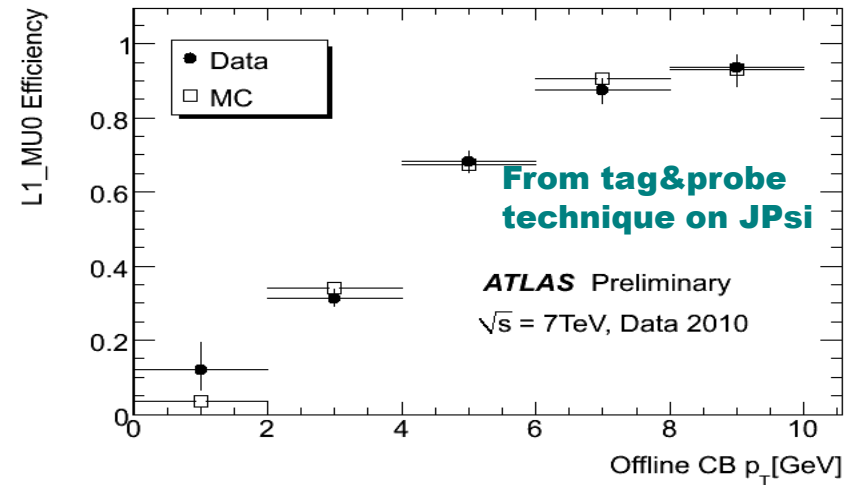 L1_MU0 Efficiency
1
0.8
0.6
0.4
0.2
0
Data
MC
From tag&probe
technique on JPsi
ATLAS Preliminary
√s = 7TeV, Data 2010
0 2 4 6 8 10
Offline CB p_T[GeV]